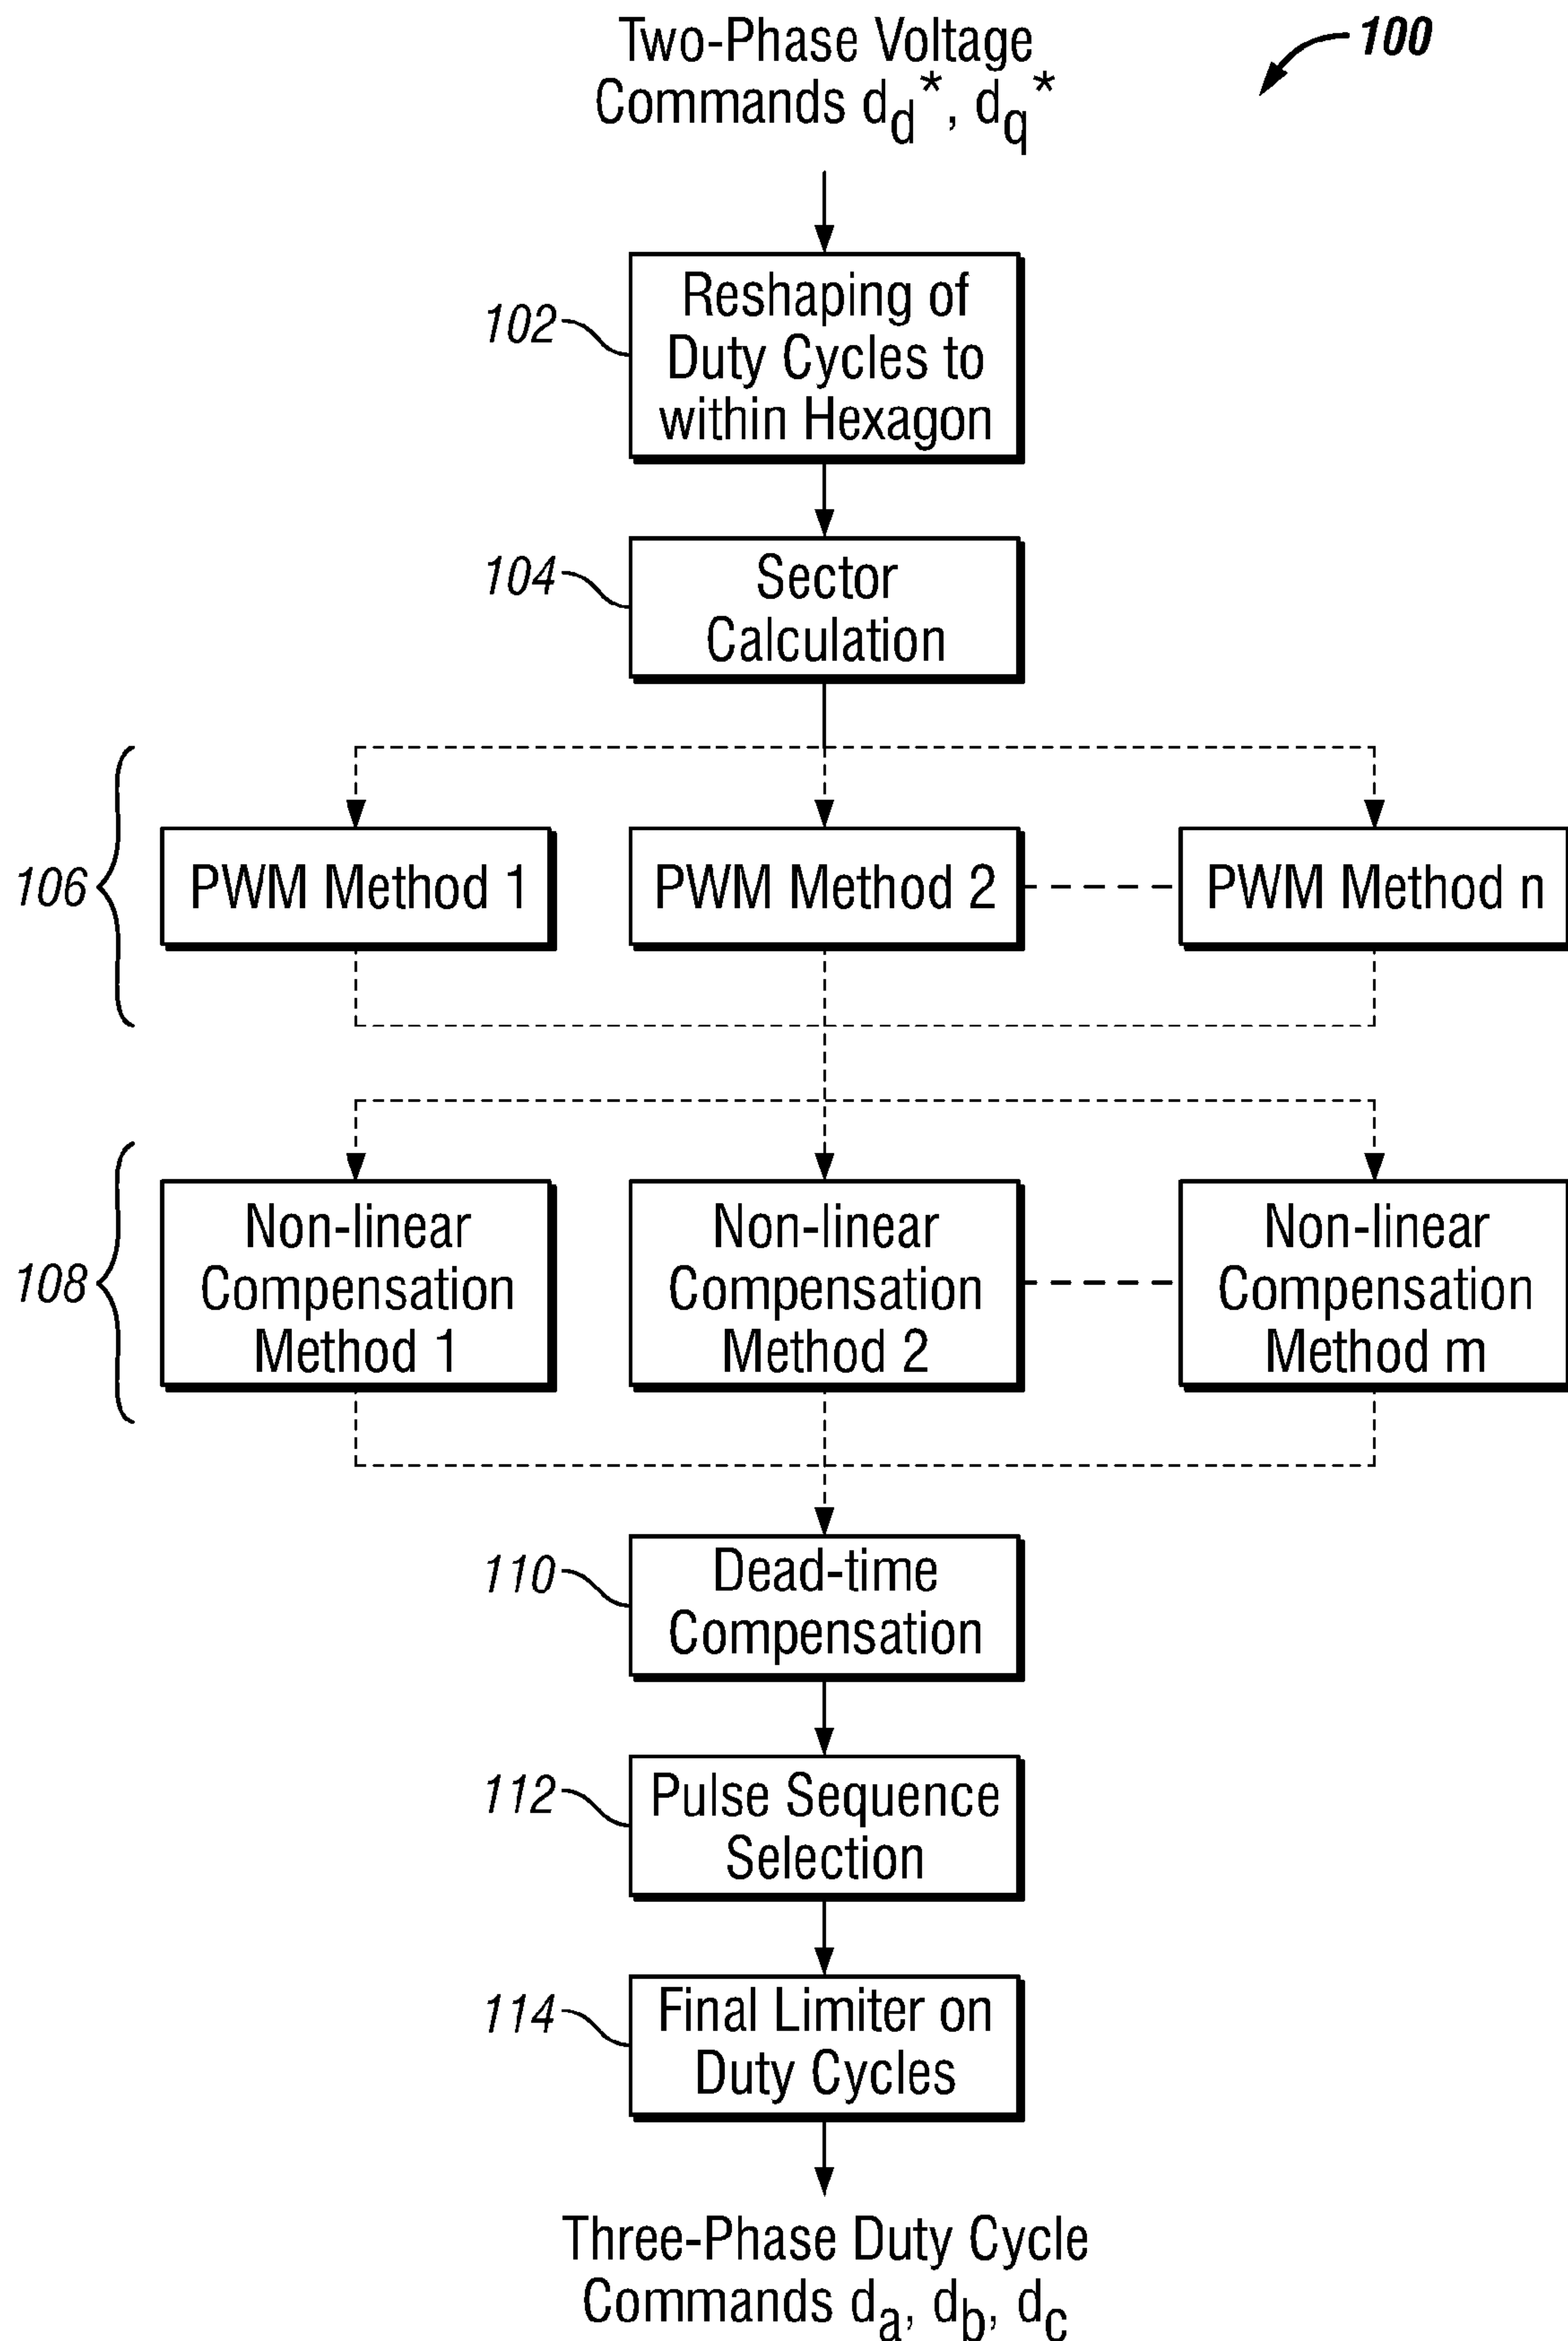 Two-Phase Voltage
Commands dd*, dq*
100
102
Reshaping of
Duty Cycles to
within Hexagon
104
Sector
Calculation
106
PWM Method 1
PWM Method 2
PWM Method n
108
Non-linear
Compensation
Method 1
Non-linear
Compensation
Method 2
Non-linear
Compensation
Method m
110
Dead-time
Compensation
112
Pulse Sequence
Selection
114
Final Limiter on
Duty Cycles
Three-Phase Duty Cycle
Commands da, db, dc